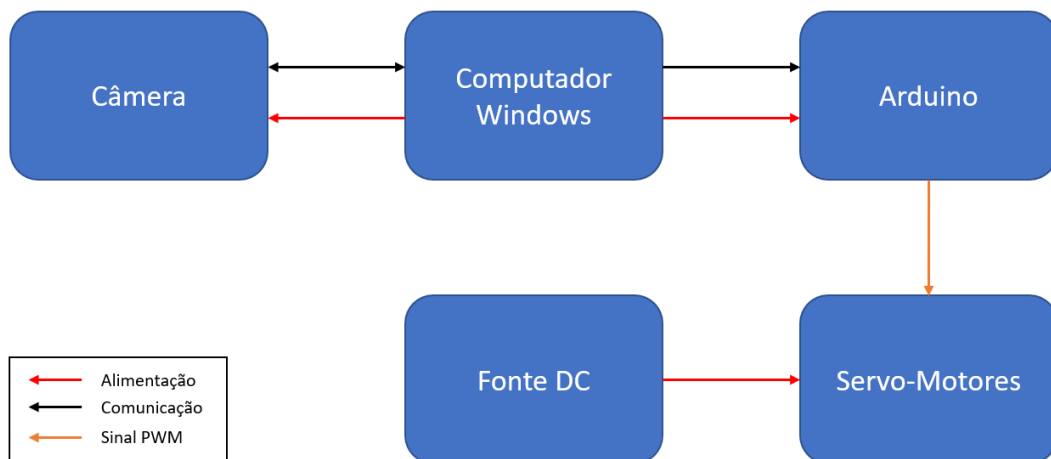 Câmera
Computador
Windows
Arduino
Fonte DC
Servo-Motores
Alimentação
Comunicação
Sinal PWM